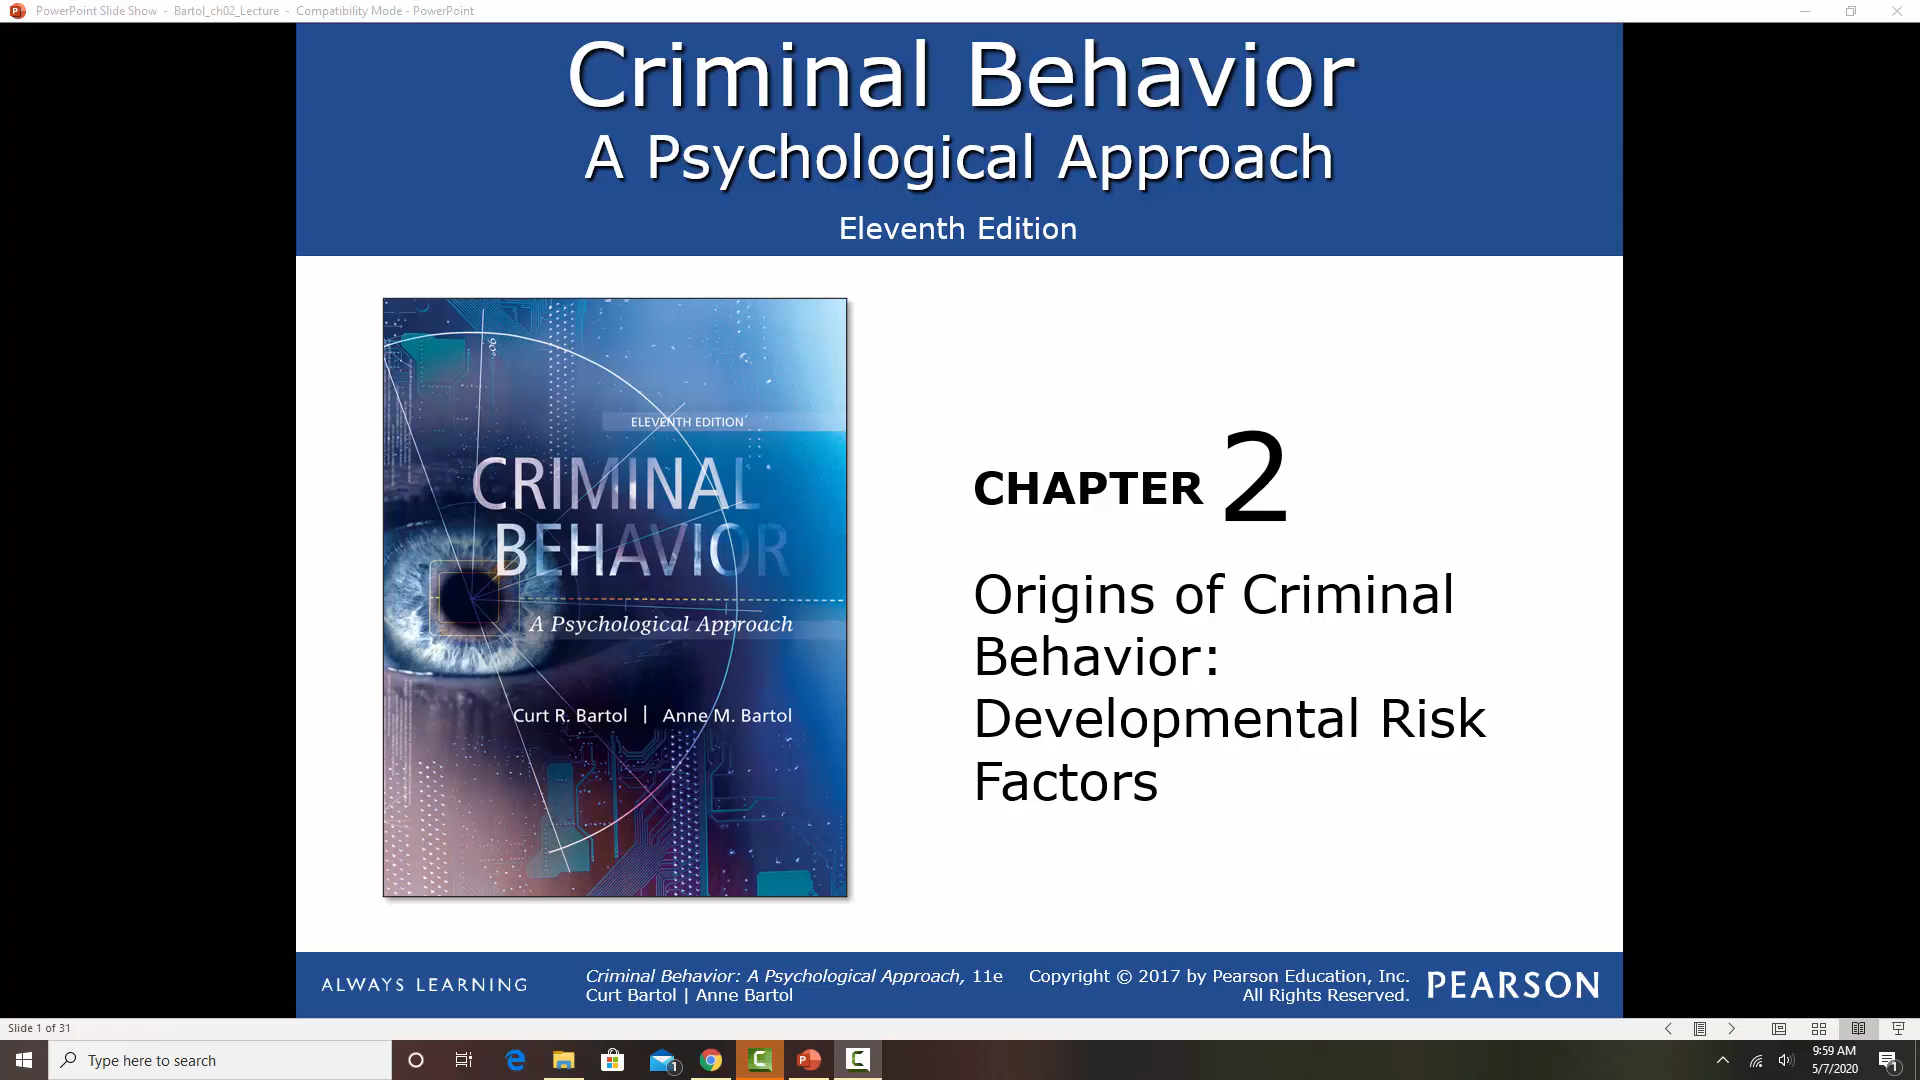 PowerPoint Slide Show - Bartol_ch02_Lecture - Compatibility Mode - PowerPoint
Criminal Behavior
A Psychological Approach
Eleventh Edition
90°
ELEVENTH EDITION
CRIMINAL
BEHAVIOR
A Psychological Approach
Curt R. Bartol | Anne M. Bartol
CHAPTER 2
Origins of Criminal
Behavior:
Developmental Risk
Factors
ALWAYS LEARNING
Criminal Behavior: A Psychological Approach, 11e
Curt Bartol | Anne Bartol
Copyright © 2017 by Pearson Education, Inc.
All Rights Reserved.
PEARSON
Slide 1 of 31
Type here to search
1
9:59 AM
5/7/2020
1